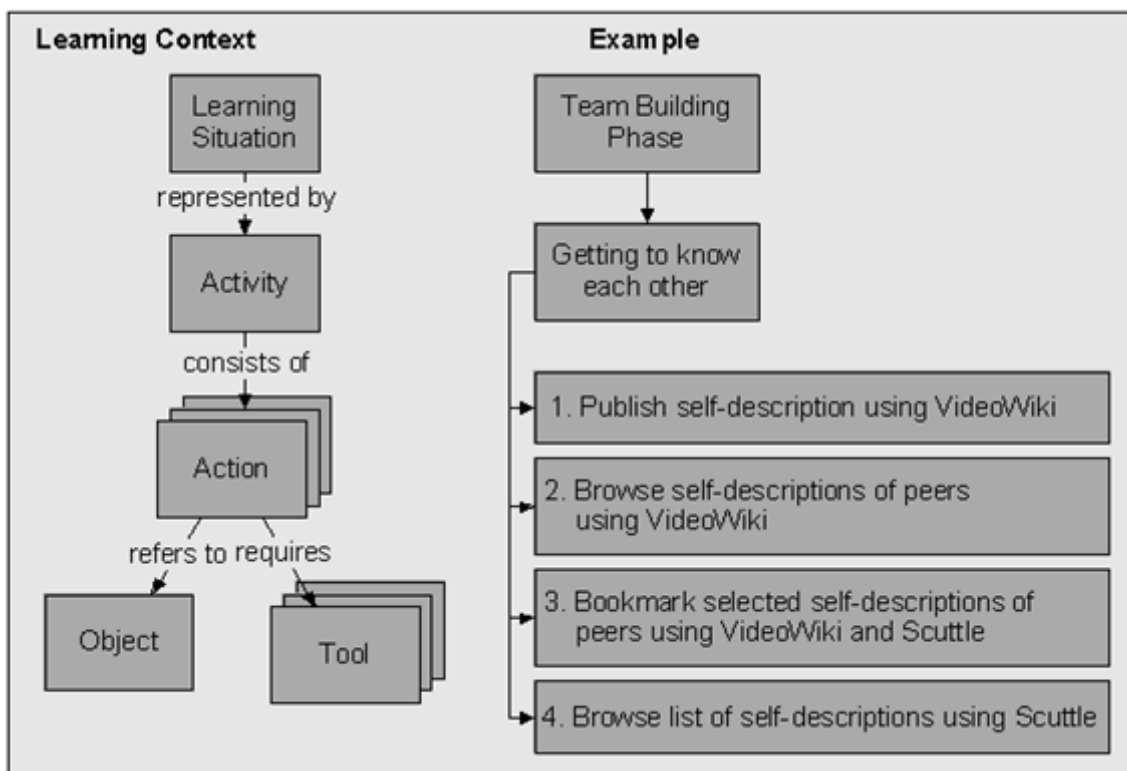 Learning Context
Learning
Situation
represented by
Activity
consists of
Action
refers to requires
Object
Tool
Example
Team Building
Phase
Getting to know
each other
1. Publish self-description using VideoWiki
2. Browse self-descriptions of peers
using VideoWiki
3. Bookmark selected self-descriptions of
peers using VideoWiki and Scuttle
4. Browse list of self-descriptions using Scuttle